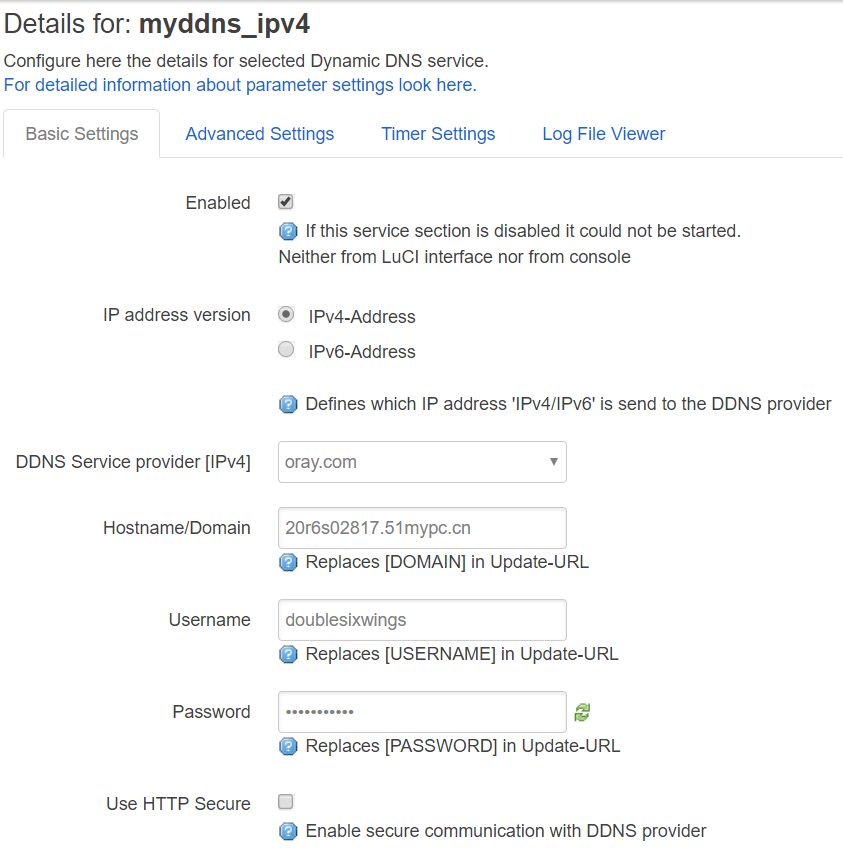 Details for: myddns_ipv4
Configure here the details for selected Dynamic DNS service.
For detailed information about parameter settings look here.
Basic Settings Advanced Settings Timer Settings Log File Viewer
Enabled
If this service section is disabled it could not be started.
Neither from LuCI interface nor from console
IP address version IPv4-Address
IPv6-Address
Defines which IP address 'IPv4/IPv6' is send to the DDNS provider
DDNS Service provider [IPv4] oray.com
Hostname/Domain 20r6s02817.51mypc.cn
Replaces [DOMAIN] in Update-URL
Username doublesixwings
Replaces [USERNAME] in Update-URL
Password •••••••••••
Replaces [PASSWORD] in Update-URL
Use HTTP Secure
Enable secure communication with DDNS provider